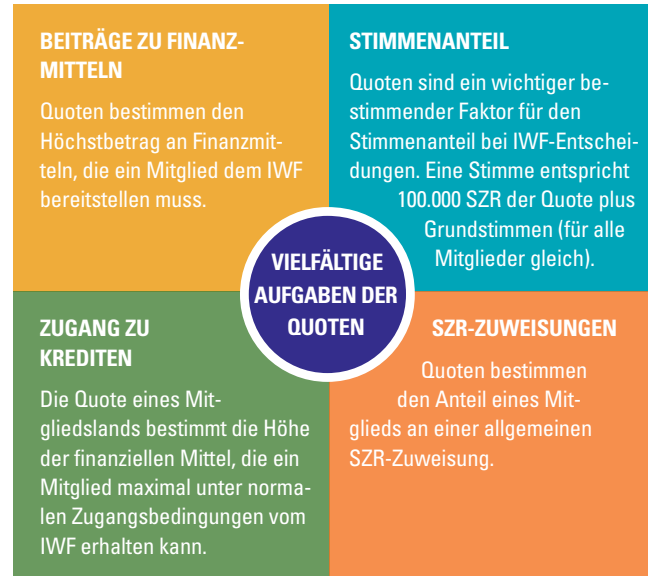 BEITRÄGE ZU FINANZ-
MITTELN
Quoten bestimmen den
Höchstbetrag an Finanzmit-
teln, die ein Mitglied dem IWF
bereitstellen muss.
STIMMENANTEIL
Quoten sind ein wichtiger be-
stimmender Faktor für den
Stimmenanteil bei IWF-Entschei-
dungen. Eine Stimme entspricht
100.000 SZR der Quote plus
Grundstimmen (für alle
Mitglieder gleich).
VIELFÄLTIGE
AUFGABEN DER
QUOTEN
ZUGANG ZU
KREDITEN
Die Quote eines Mit-
gliedslands bestimmt die Höhe
der finanziellen Mittel, die ein
Mitglied maximal unter norma-
len Zugangsbedingungen vom
IWF erhalten kann.
SZR-ZUWEISUNGEN
Quoten bestimmen
den Anteil eines Mit-
glieds an einer allgemeinen
SZR-Zuweisung.